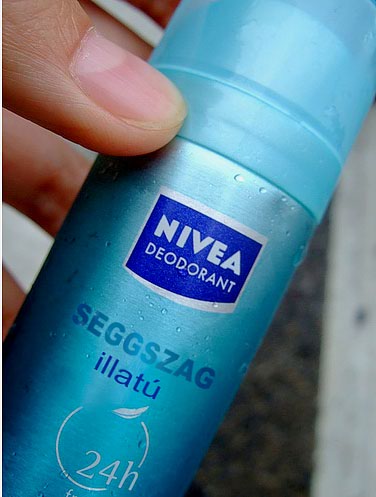 NIVEA
DEODORANT
SEGGSZAG
illatú
24h